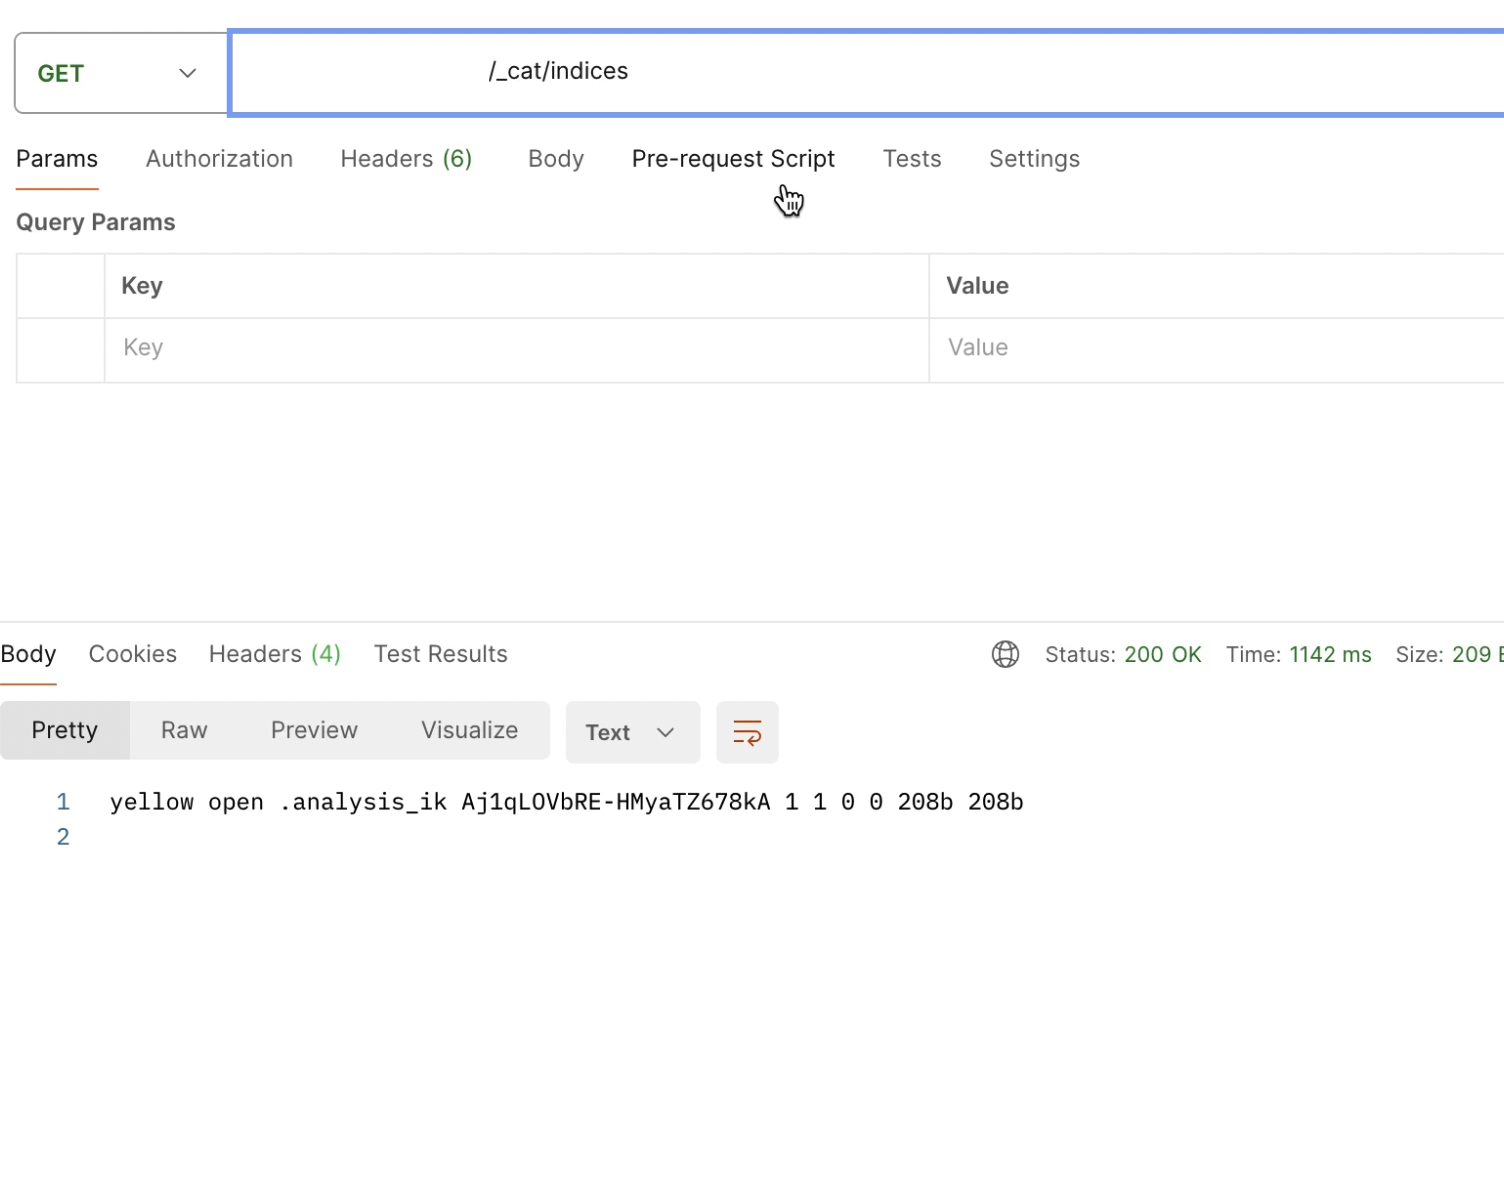 GET /_cat/indices
Params Authorization Headers (6) Body Pre-request Script Tests Settings
Query Params
Key Value
Key Value
Body Cookies Headers (4) Test Results Status: 200 OK Time: 1142 ms Size: 209
Pretty Raw Preview Visualize Text
1 yellow open .analysis_ik Aj1qLOVbRE-HMyaTZ678kA 1 1 0 0 208b 208b
2